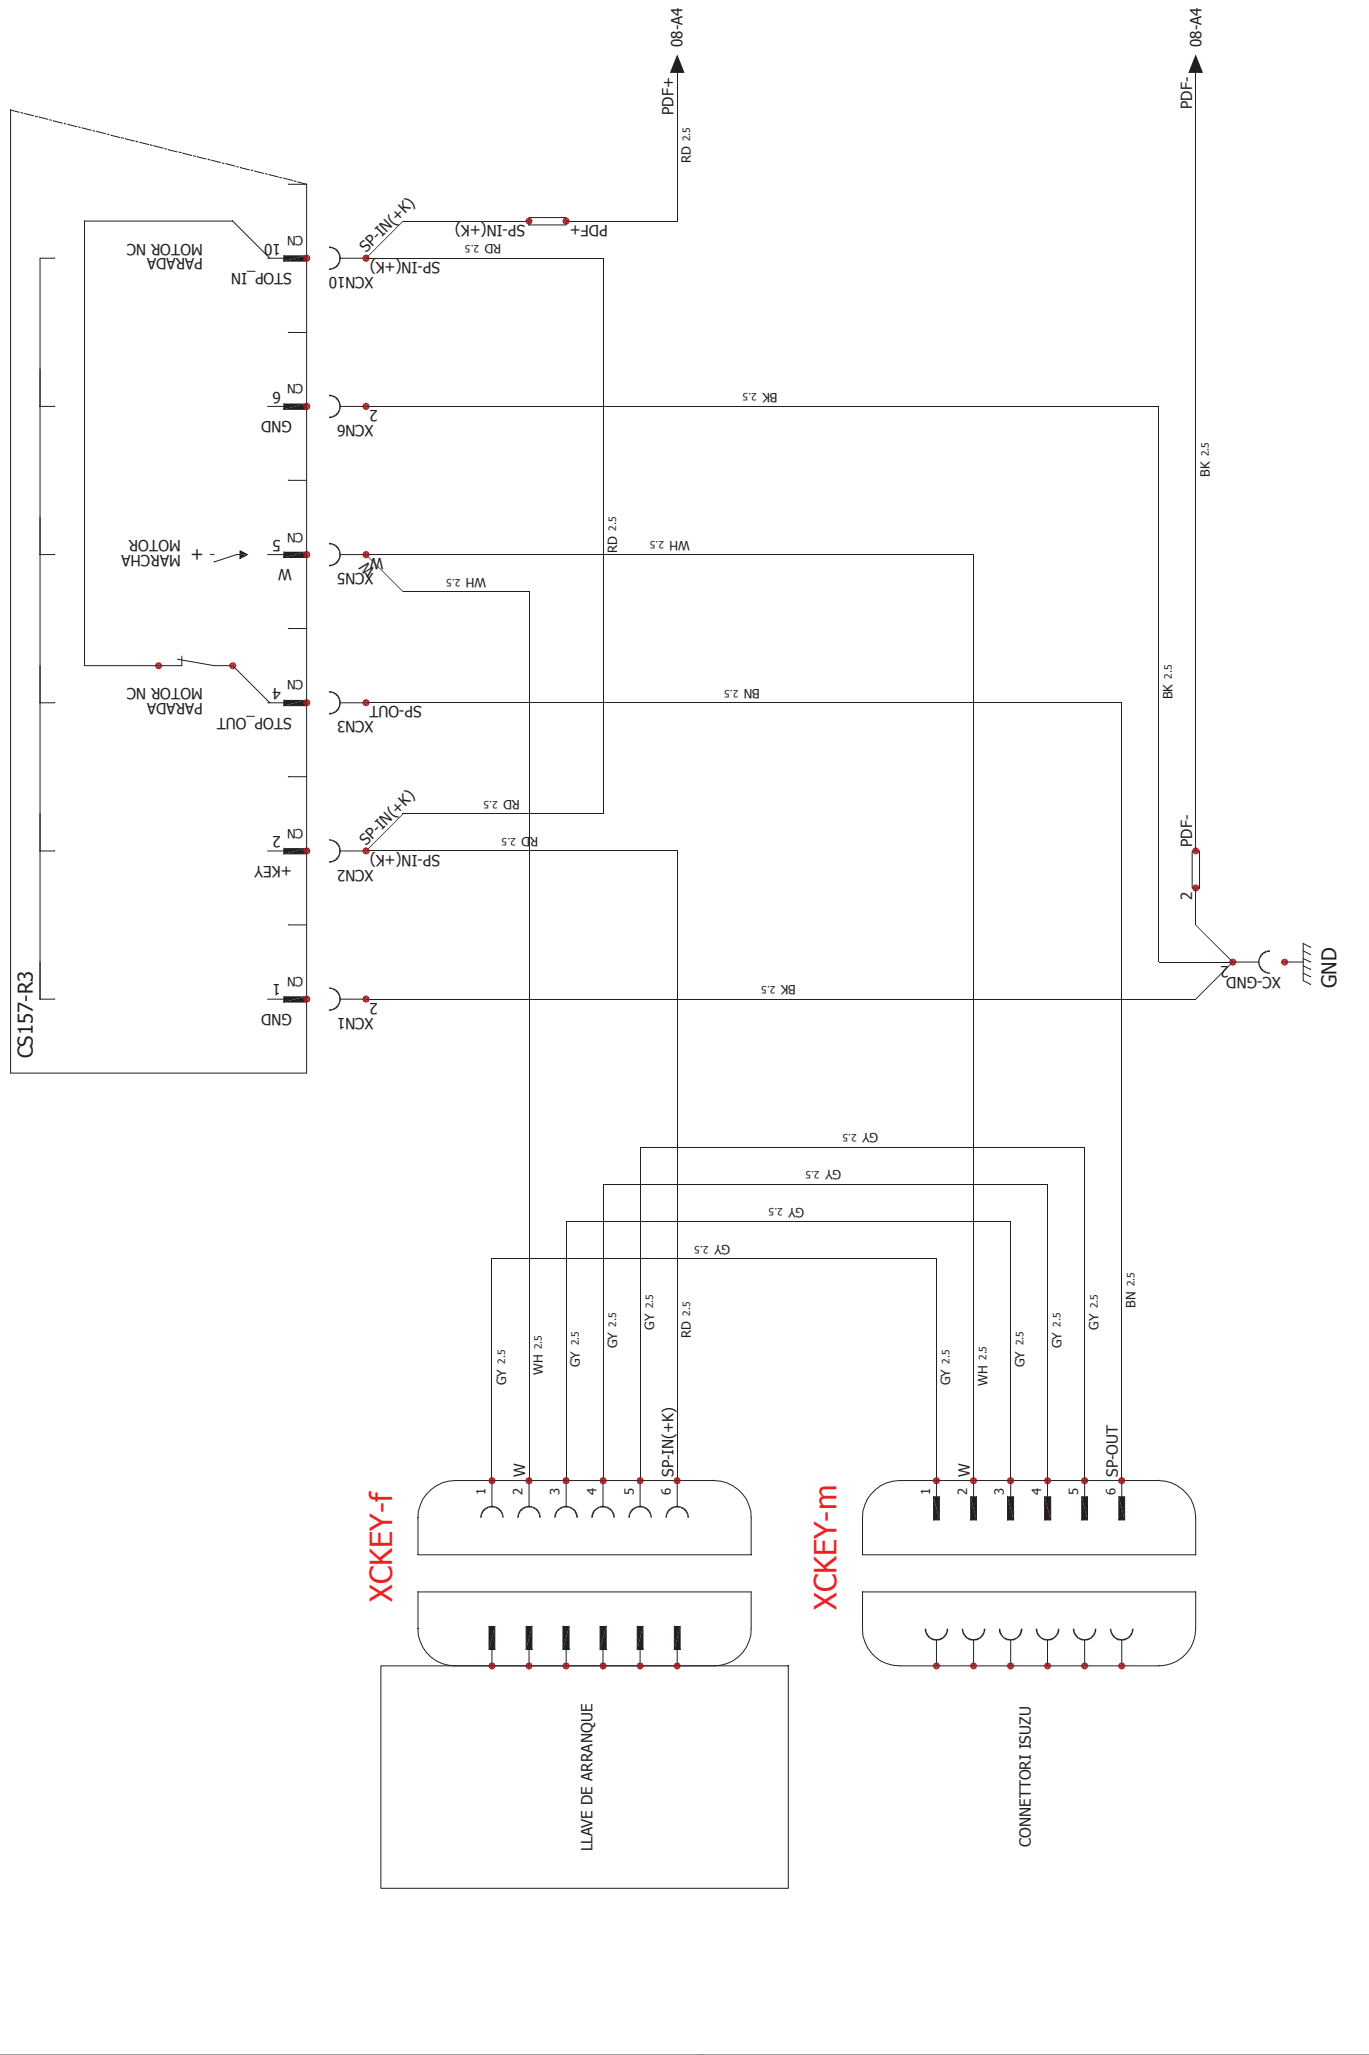 08-A4
PDF+
RD 2.5
08-A4
PDF-
BK 2.5
PDF-
2
CS157-R3
PARADA
MOTOR NC
10
CN
STOP_IN
XCN10
SP-IN(+K)
SP-IN(+K)
RD 2.5
SP-IN(+K)
PDF+
6
CN
GND
XCN6
2
BK 2.5
MARCHA
MOTOR
+
-
5
CN
W
XCN5
W
W
WH 2.5
WH 2.5
RD 2.5
PARADA
MOTOR NC
4
CN
STOP_OUT
XCN3
SP-OUT
BN 2.5
BK 2.5
2
CN
+KEY
XCN2
SP-IN(+K)
SP-IN(+K)
RD 2.5
RD 2.5
1
CN
GND
XCN1
2
BK 2.5
2
XC-GND
GND
GY 2.5
GY 2.5
GY 2.5
GY 2.5
GY 2.5
WH 2.5
GY 2.5
GY 2.5
GY 2.5
RD 2.5
GY 2.5
WH 2.5
GY 2.5
GY 2.5
GY 2.5
BN 2.5
XCKEY-f
1
2
3
4
5
6
W
SP-IN(+K)
XCKEY-m
1
2
3
4
5
6
W
SP-OUT
LLAVE DE ARRANQUE
CONNETTORI ISUZU